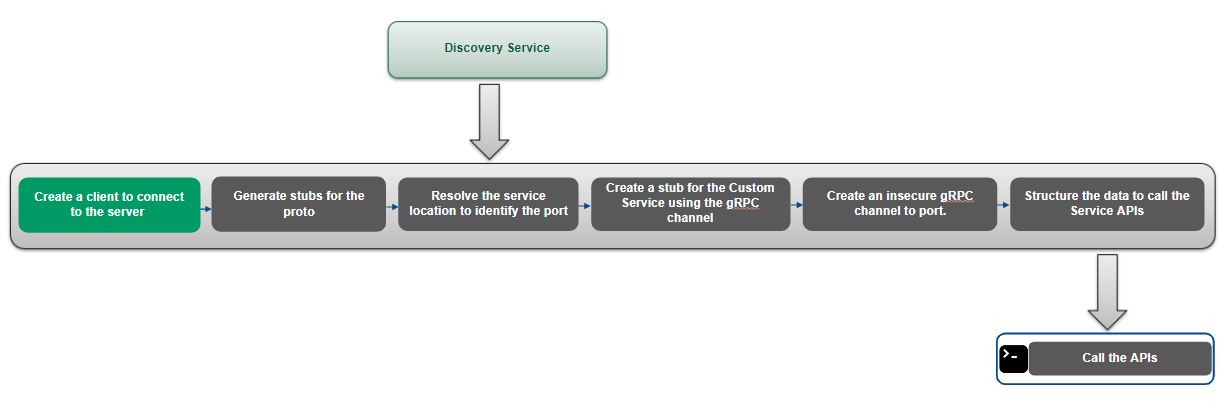 Discovery Service
Create a client to connect
to the server
Generate stubs for the
proto
Resolve the service
location to identify the port
Create a stub for the Custom
Service using the gRPC
channel
Create an insecure gRPC
channel to port.
Structure the data to call the
Service APIs
>-
Call the APIs